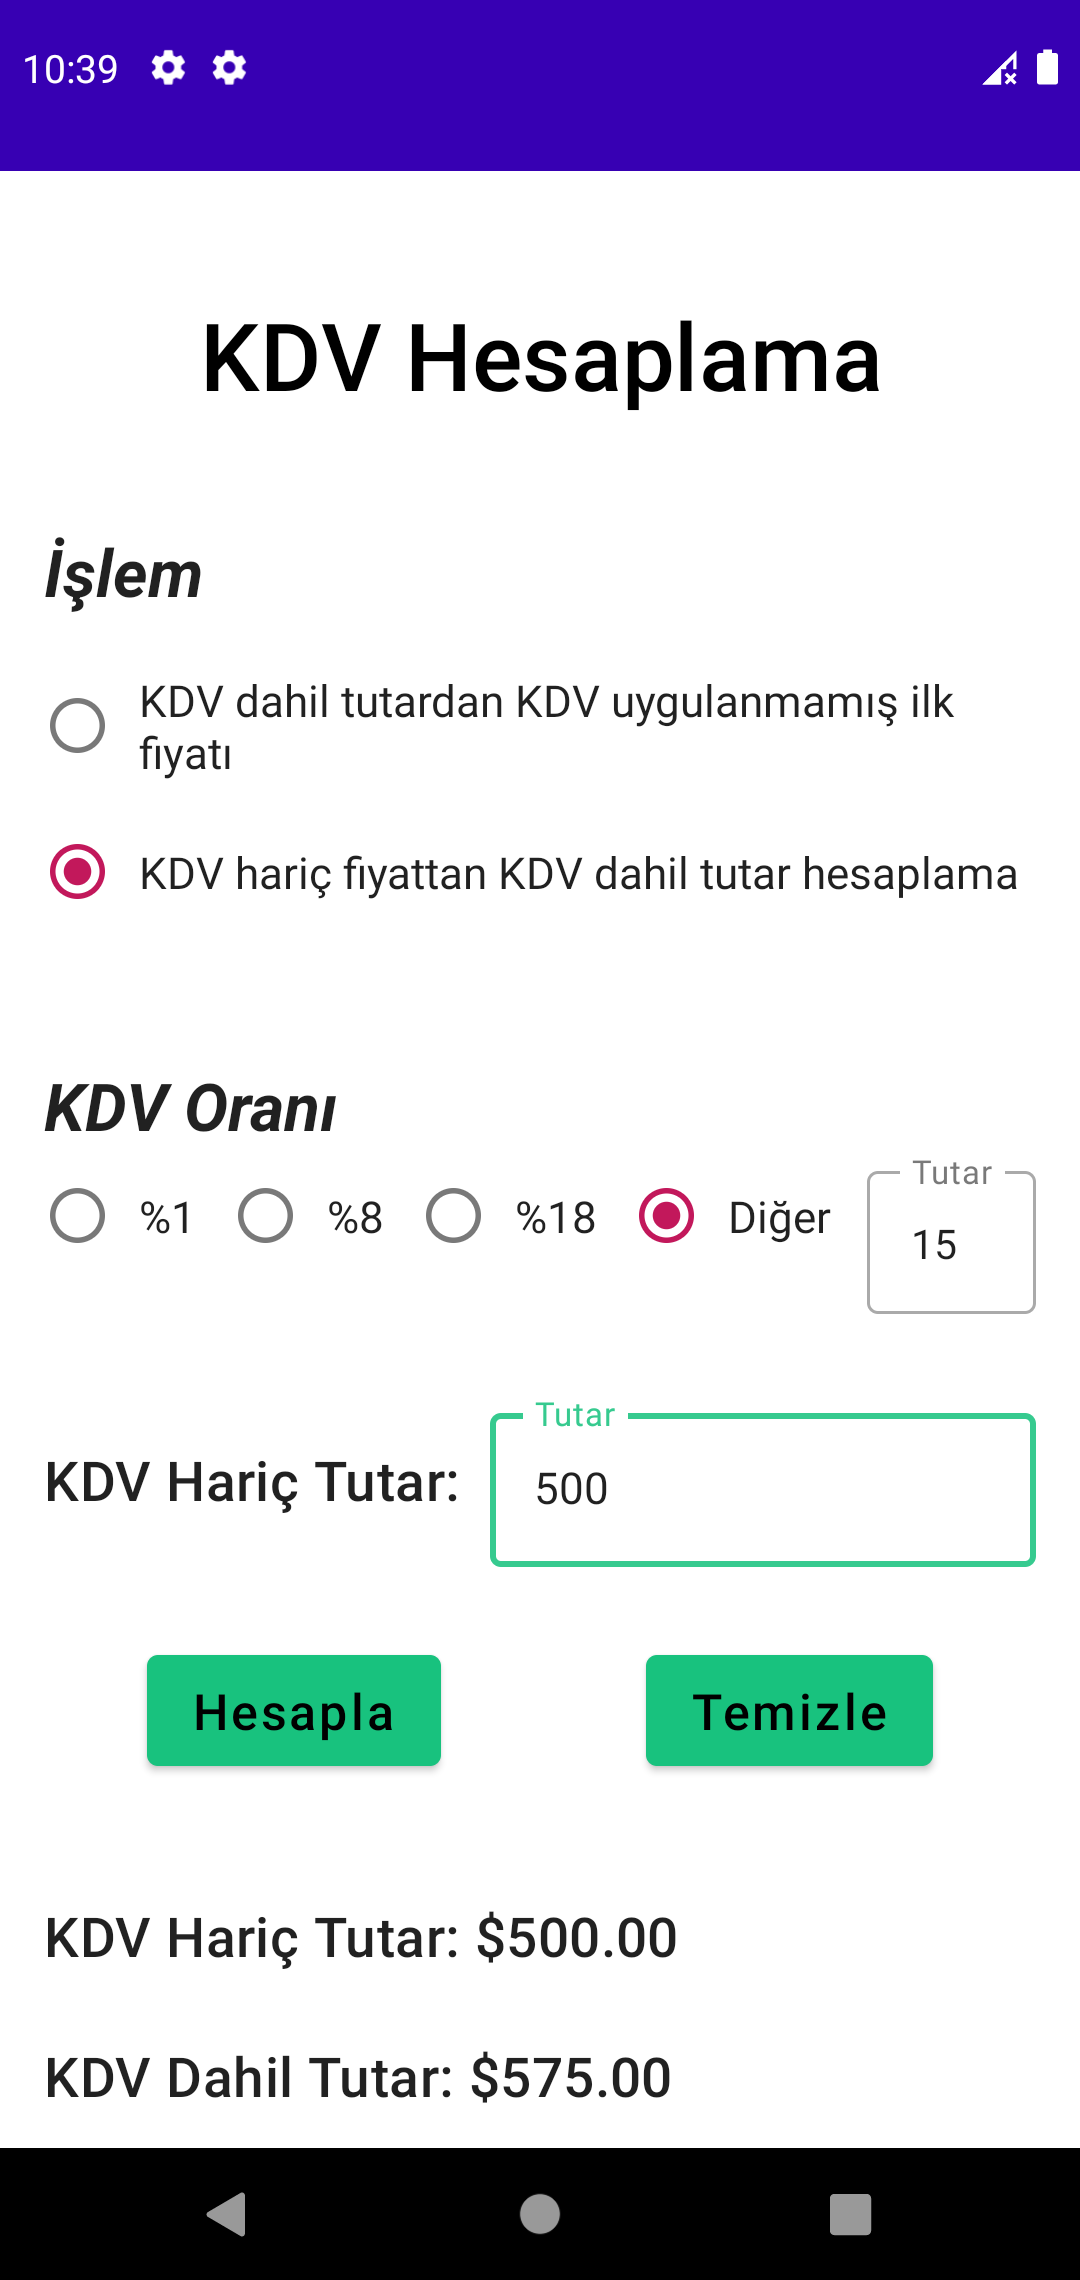 10:39
KDV Hesaplama
İşlem
KDV dahil tutardan KDV uygulanmamış ilk
fiyatı
KDV hariç fiyattan KDV dahil tutar hesaplama
KDV Oranı
Tutar
%1 %8 %18 Diğer 15
Tutar
KDV Hariç Tutar: 500
Hesapla Temizle
KDV Hariç Tutar: $500.00
KDV Dahil Tutar: $575.00